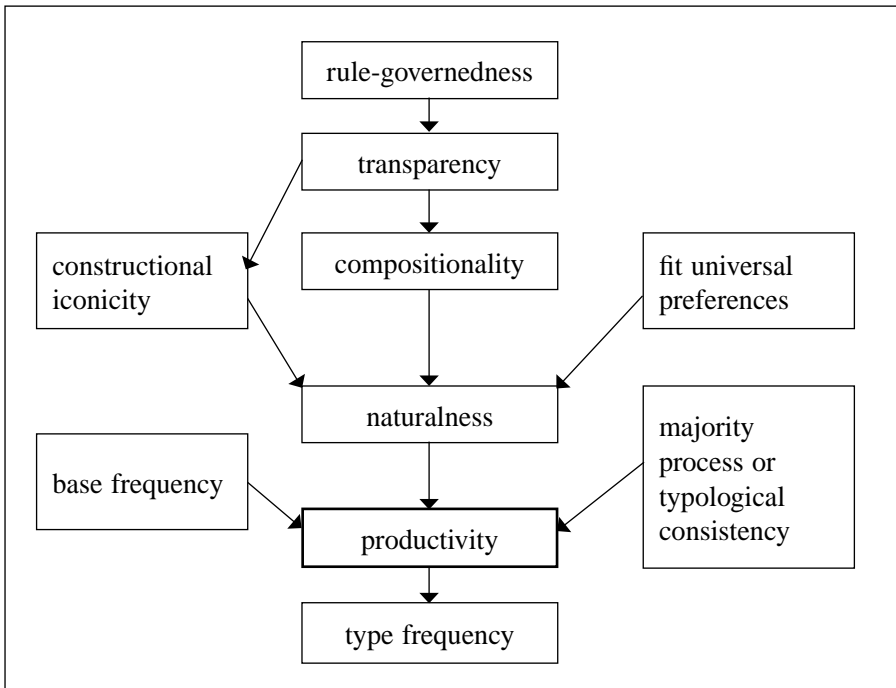 rule-governedness
transparency
constructional
iconicity
compositionality
fit universal
preferences
naturalness
base frequency
majority
process or
typological
consistency
productivity
type frequency